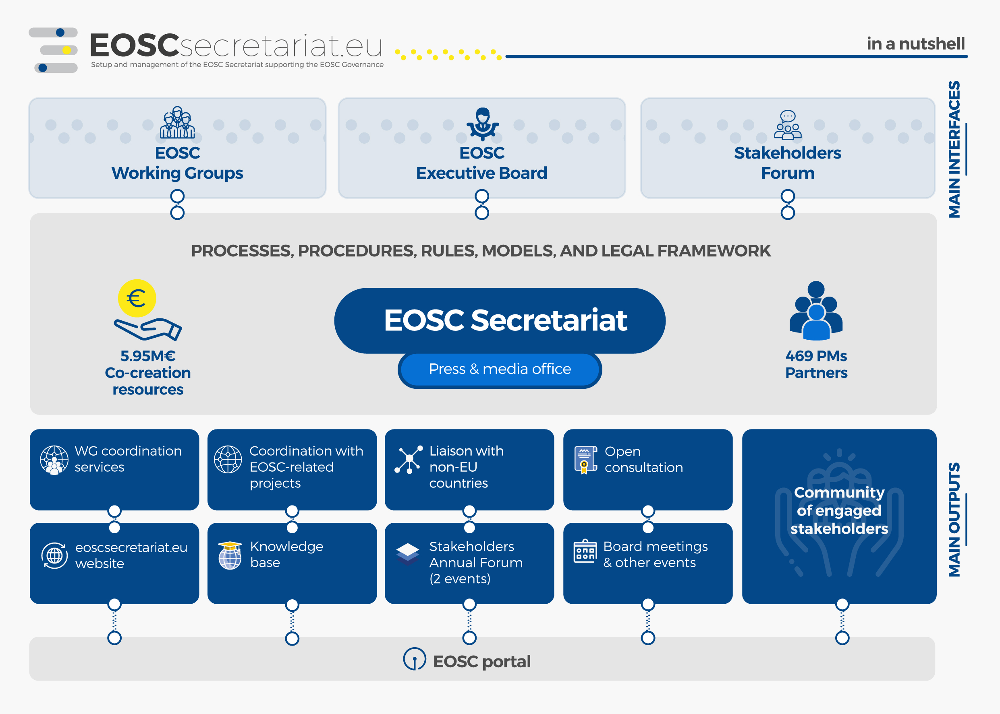 EOSCsecretariat.eu
Setup and management of the EOSC Secretariat supporting the EOSC Governance
in a nutshell
MAIN INTERFACES
EOSC
Working Groups
EOSC
Executive Board
Stakeholders
Forum
PROCESSES, PROCEDURES, RULES, MODELS, AND LEGAL FRAMEWORK
€
5.95M€
Co-creation
resources
EOSC Secretariat
Press & media office
469 PMs
Partners
MAIN OUTPUTS
WG coordination
services
Coordination with
EOSC-related
projects
Liaison with
non-EU
countries
Open
consultation
Community
of engaged
stakeholders
eoscsecretariat.eu
website
Knowledge
base
Stakeholders
Annual Forum
(2 events)
Board meetings
& other events
EOSC portal